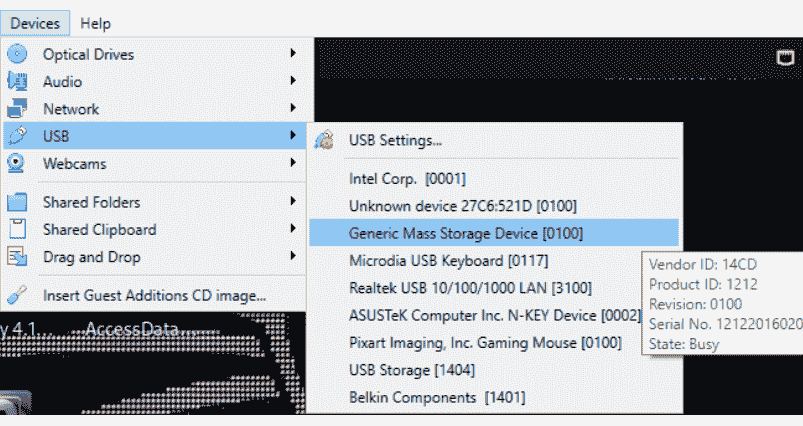 Devices Help
Optical Drives
Audio
Network
USB
Webcams
Shared Folders
Shared Clipboard
Drag and Drop
Insert Guest Additions CD image...
USB Settings...
Intel Corp. [0001]
Unknown device 27C6:521D [0100]
Generic Mass Storage Device [0100]
Microdia USB Keyboard [0117]
Realtek USB 10/100/1000 LAN [3100]
ASUSTeK Computer Inc. N-KEY Device [0002]
Pixart Imaging, Inc. Gaming Mouse [0100]
USB Storage [1404]
Belkin Components [1401]
Vendor ID: 14CD
Product ID: 1212
Revision: 0100
Serial No. 12122016020
State: Busy
y 4.1... AccessData...